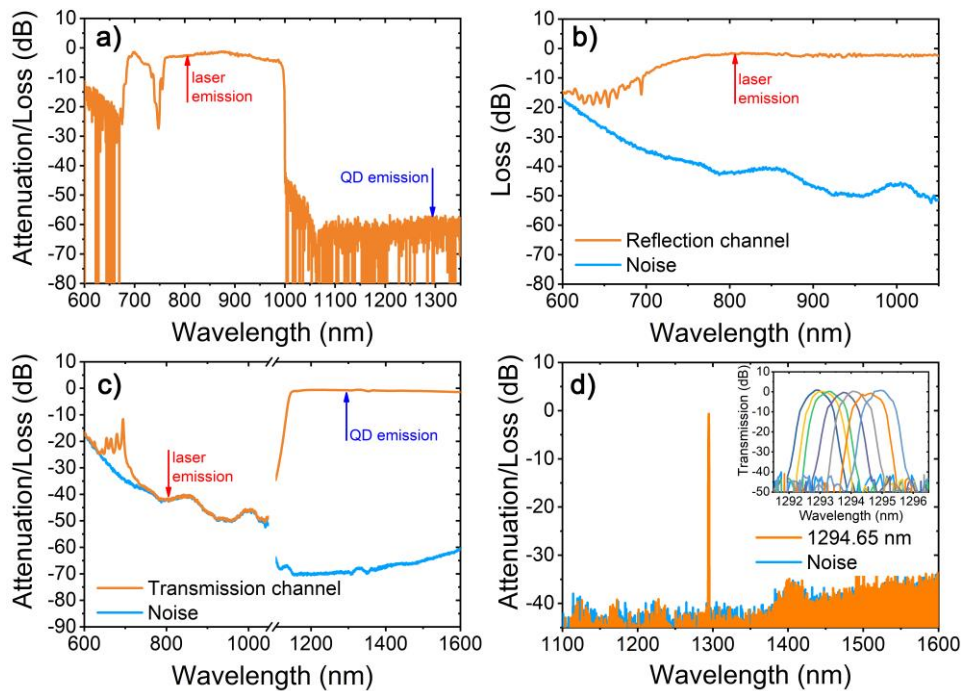 a)
Attenuation/Loss (dB)
10
0
-10
-20
-30
-40
-50
-60
-70
-80
laser
emission
QD emission
600 700 800 900 1000 1100 1200 1300
Wavelength (nm)
b)
Loss (dB)
10
0
-10
-20
-30
-40
-50
-60
-70
-80
laser
emission
Reflection channel
Noise
600 700 800 900 1000
Wavelength (nm)
c)
Attenuation/Loss (dB)
10
0
-10
-20
-30
-40
-50
-60
-70
-80
-90
laser
emission
QD emission
Transmission channel
Noise
600 800 1000 1200 1400 1600
Wavelength (nm)
d)
Attenuation/Loss (dB)
10
0
-10
-20
-30
-40
Transmission (dB)
10
0
-10
-20
-30
-40
-50
1292 1293 1294 1295 1296
Wavelength (nm)
1294.65 nm
Noise
1100 1200 1300 1400 1500 1600
Wavelength (nm)